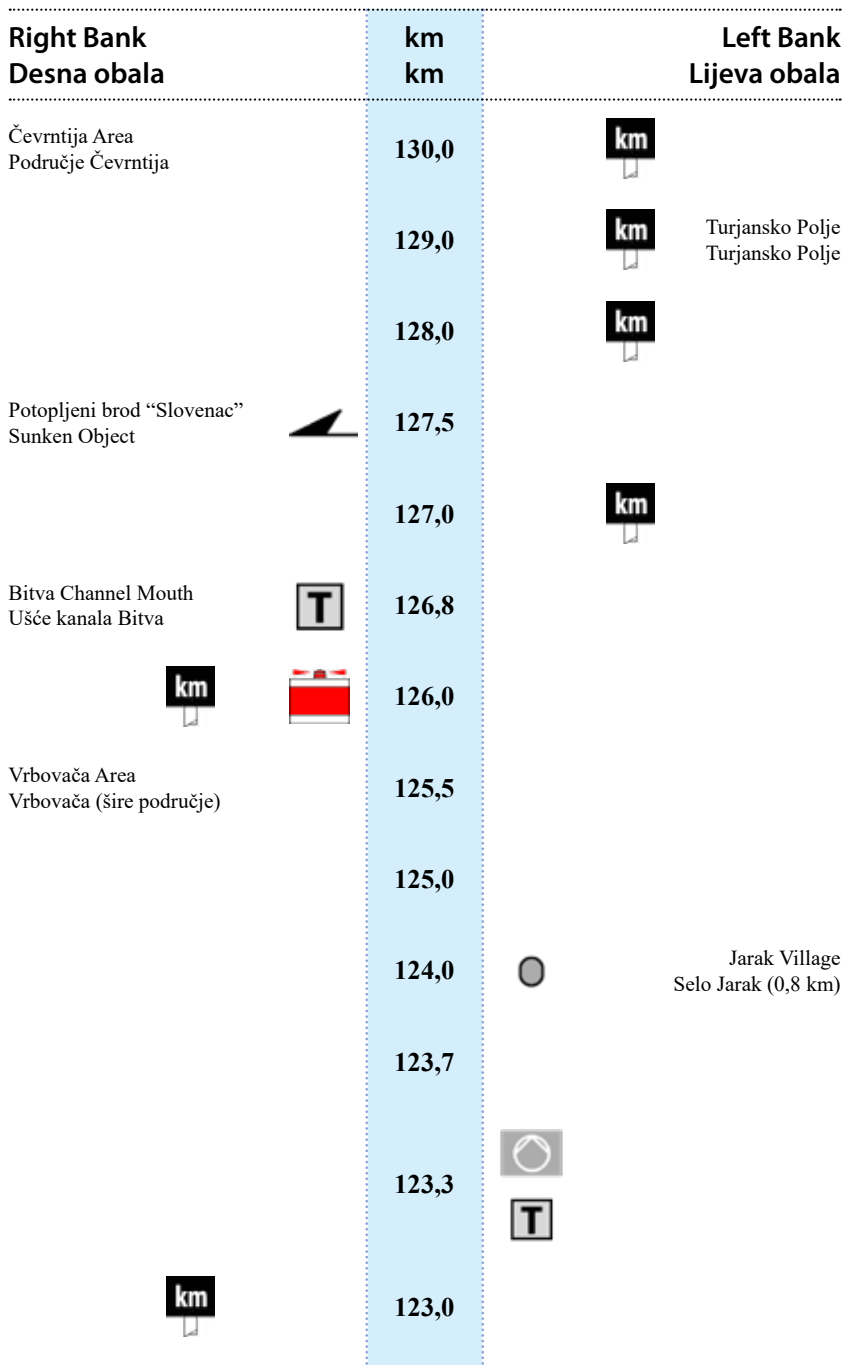 Right Bank km Left Bank
Desna obala km Lijeva obala
Čevrntija Area
Područje Čevrntija
130,0
km
129,0
km
Turjansko Polje
Turjansko Polje
128,0
km
Potopljeni brod “Slovenac”
Sunken Object
127,5
127,0
km
Bitva Channel Mouth
Ušće kanala Bitva
T
126,8
km
126,0
Vrbovača Area
Vrbovača (šire područje)
125,5
125,0
124,0
Jarak Village
Selo Jarak (0,8 km)
123,7
123,3
T
km
123,0